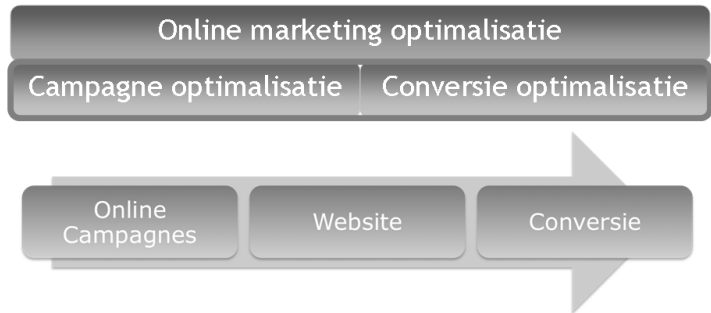 Online marketing optimalisatie
Campagne optimalisatie
Conversie optimalisatie
Online
Campagnes
Website
Conversie